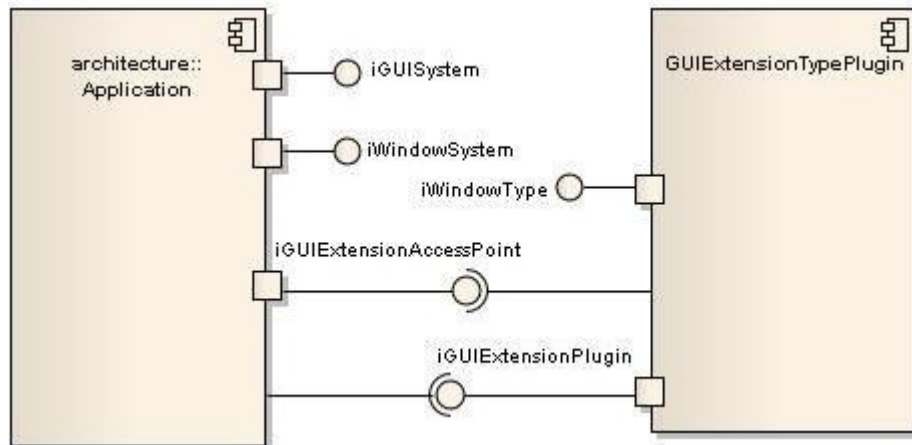 architecture::
Application
iGUISystem
GUIExtensionTypePlugin
iWindowSystem
iWindowType
iGUIExtensionAccessPoint
iGUIExtensionPlugin